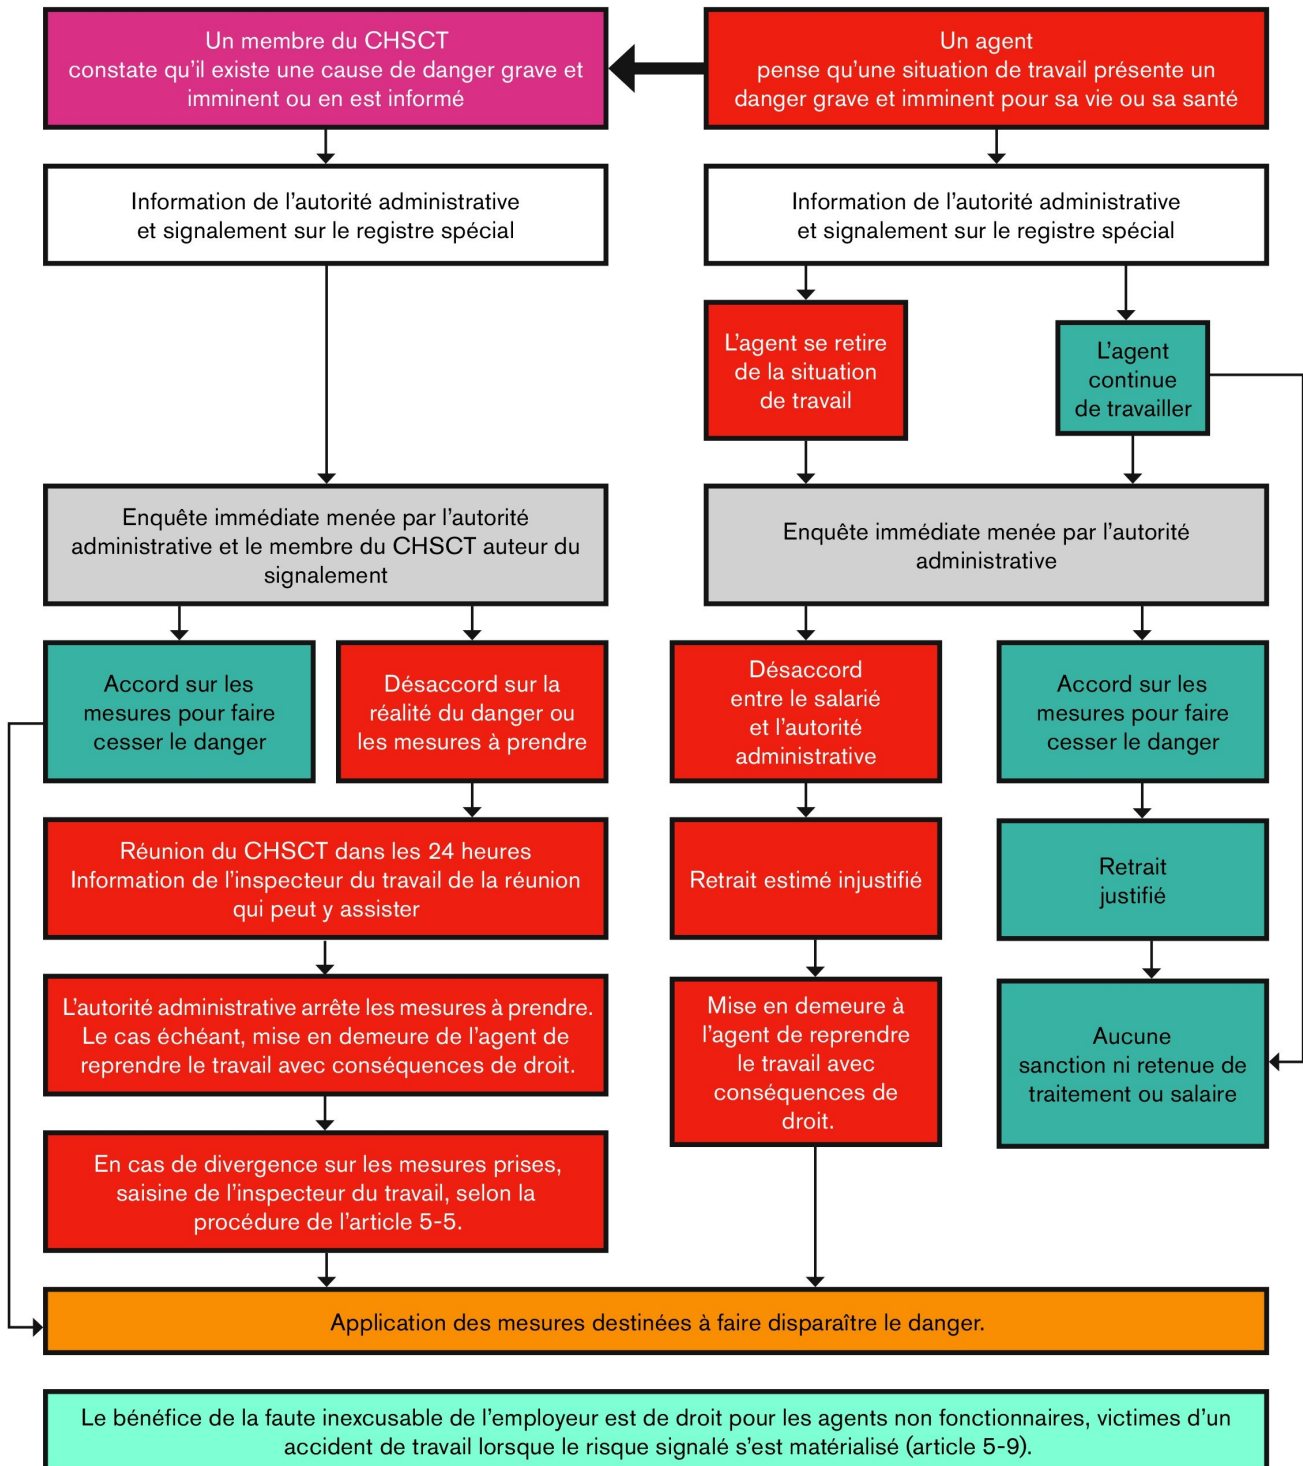 Un membre du CHSCT
constate qu'il existe une cause de danger grave et
imminent ou en est informé
Un agent
pense qu'une situation de travail présente un
danger grave et imminent pour sa vie ou sa santé
Information de l'autorité administrative
et signalement sur le registre spécial
Information de l'autorité administrative
et signalement sur le registre spécial
L'agent se retire
de la situation
de travail
L'agent
continue
de travailler
Enquête immédiate menée par l'autorité
administrative et le membre du CHSCT auteur du
signalement
Enquête immédiate menée par l'autorité
administrative
Accord sur les
mesures pour faire
cesser le danger
Désaccord sur la
réalité du danger ou
les mesures à prendre
Désaccord
entre le salarié
et l'autorité
administrative
Accord sur les
mesures pour faire
cesser le danger
Réunion du CHSCT dans les 24 heures
Information de l'inspecteur du travail de la réunion
qui peut y assister
Retrait estimé injustifié
Retrait
justifié
L'autorité administrative arrête les mesures à prendre.
Le cas échéant, mise en demeure de l'agent de
reprendre le travail avec conséquences de droit.
Mise en demeure à
l'agent de reprendre
le travail avec
conséquences de
droit.
Aucune
sanction ni retenue de
traitement ou salaire
En cas de divergence sur les mesures prises,
saisine de l'inspecteur du travail, selon la
procédure de l'article 5-5.
Application des mesures destinées à faire disparaître le danger.
Le bénéfice de la faute inexcusable de l'employeur est de droit pour les agents non fonctionnaires, victimes d'un
accident de travail lorsque le risque signalé s'est matérialisé (article 5-9).